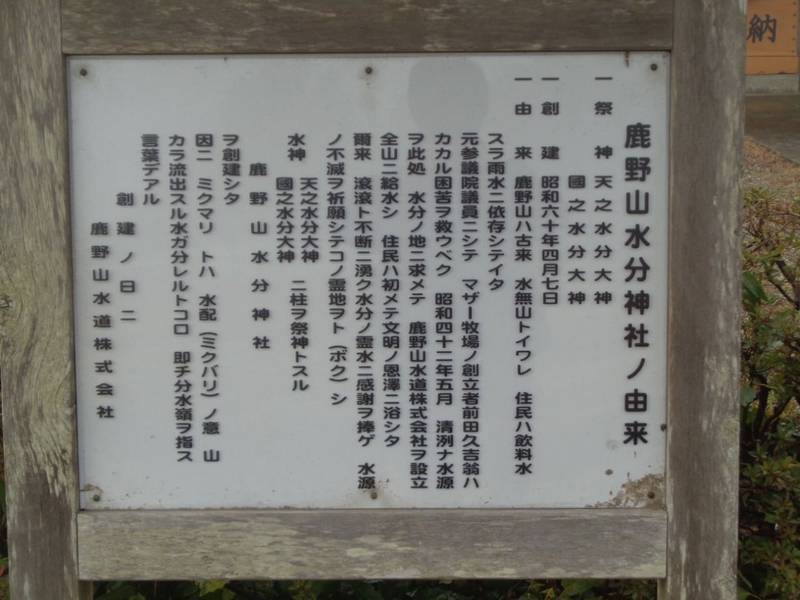 鹿野山水分神社ノ由来
一祭 神 天之水分大神
國之水分大神
一創 建 昭和六十年四月七日
一由 来 鹿野山ハ古来 水無山トイワレ 住民ハ飲料水
スラ雨水ニ依存シテイタ
元参議院議員ニシテ マザー牧場ノ創立者前田久吉翁ハ
カカル困苦ヲ救ウベク 昭和四十二年五月 清洌ナ水源
ヲ此処 水分ノ地ニ求メテ 鹿野山水道株式会社ヲ設立
全山ニ給水シ 住民ハ初メテ文明ノ恩澤ニ浴シタ
爾来 滾滾ト不断ニ湧ク水分ノ霊水ニ感謝ヲ捧ゲ 水源
ノ不滅ヲ祈願シテコノ霊地ヲト(ボク)シ
水神 天之水分大神
國之水分大神 ニ柱ヲ祭神トスル
鹿野山水分神社
ヲ創建シタ
因ニ ミクマリ トハ 水配(ミクバリ)ノ意 山
カラ流出スル水ガ分レルトコロ 即チ分水嶺ヲ指ス
言葉デアル
創建ノ日ニ
鹿野山水道株式会社
納